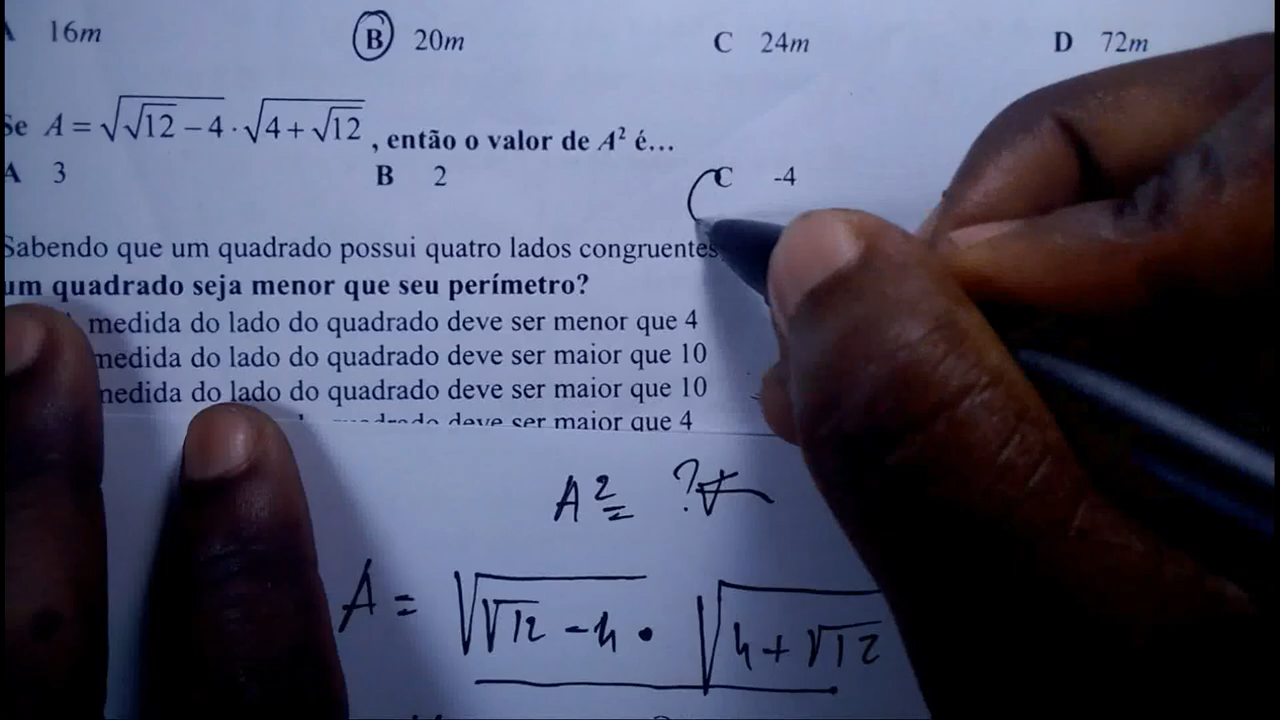 16m B 20m C 24m D 72m
Se A = √(√12 – 4) · √(4 + √12) , então o valor de A² é...
A 3 B 2 C -4
Sabendo que um quadrado possui quatro lados congruentes
um quadrado seja menor que seu perímetro?
medida do lado do quadrado deve ser menor que 4
medida do lado do quadrado deve ser maior que 10
medida do lado do quadrado deve ser maior que 10
deve ser maior que 4
A² = ?
A = √(√12 - 4) · √(4 + √12)